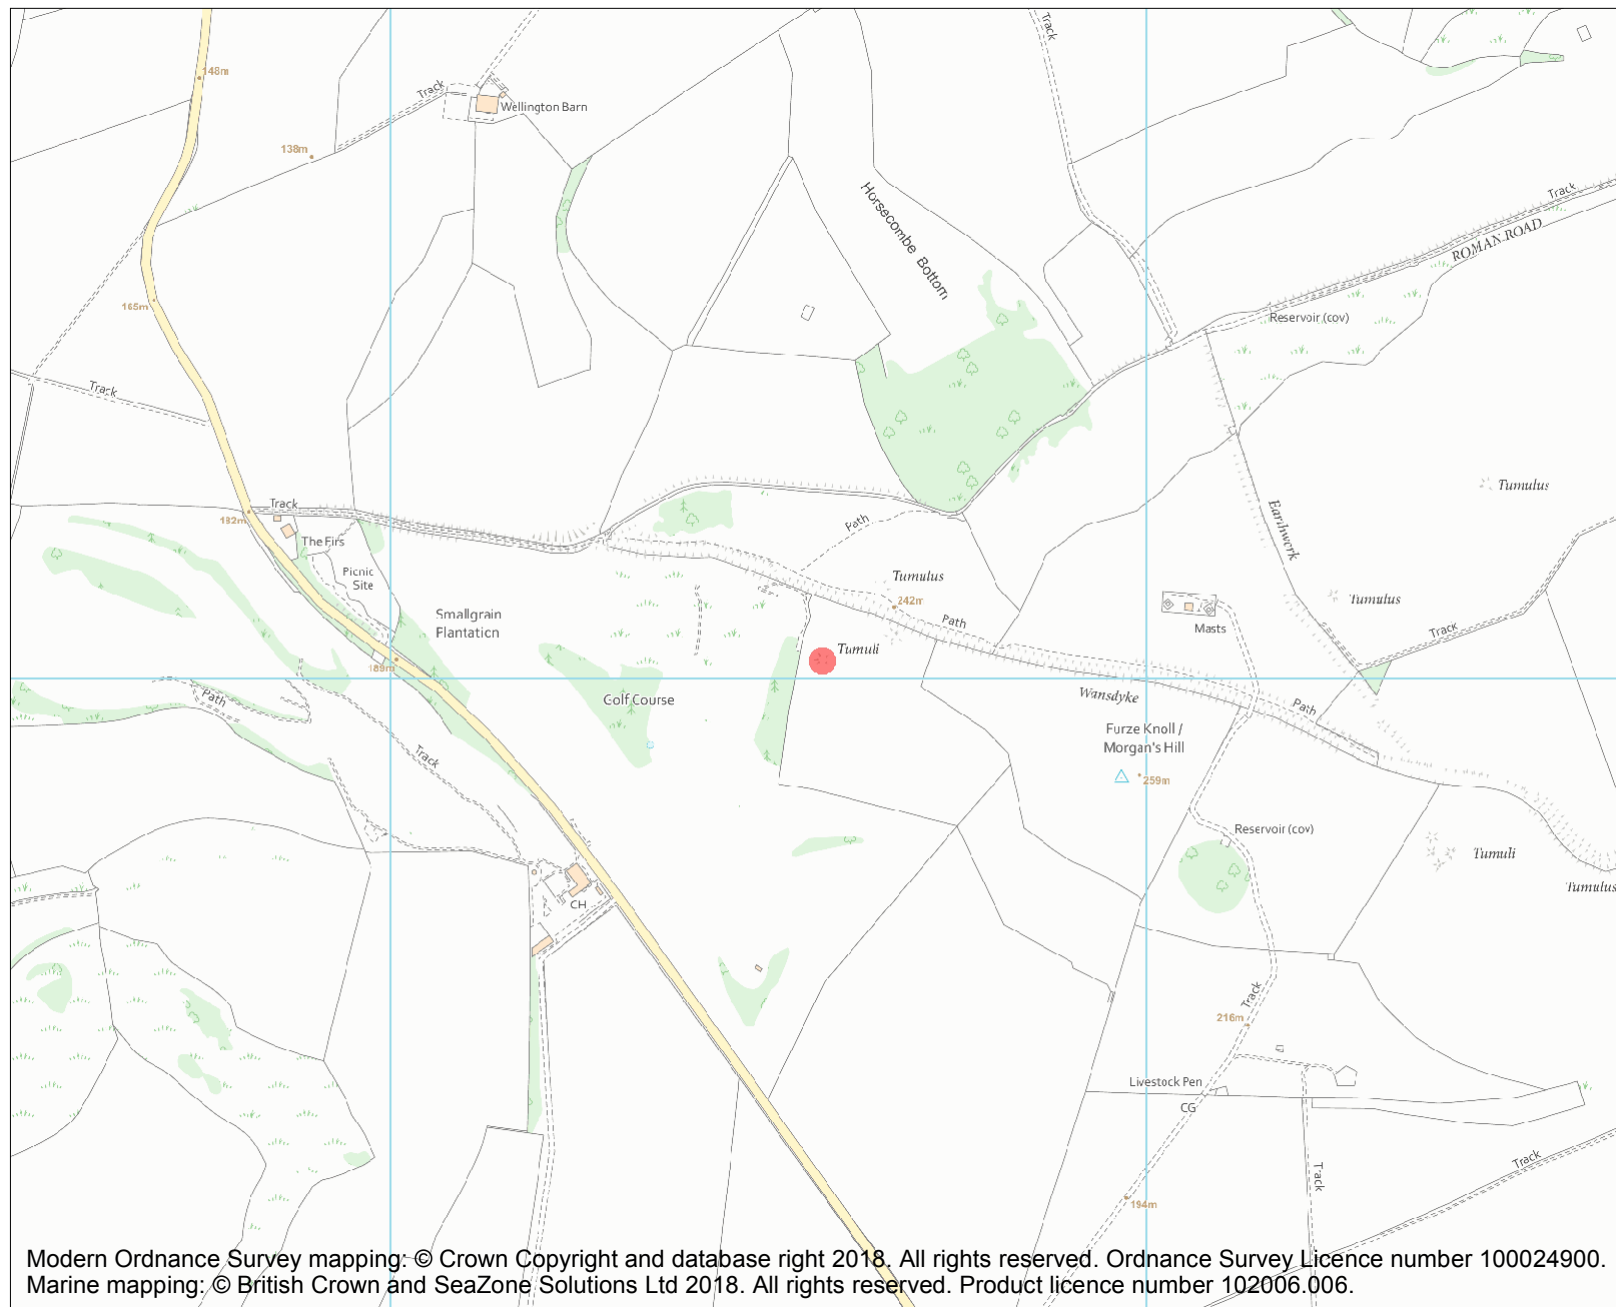 Track
148m
Track
Wellington Barn
138m
Horsecombe Bottom
Track
ROMAN ROAD
165m
Reservoir (cov)
Track
Tumulus
Track
182m
The Firs
Path
Earthwork
Picnic
Site
Tumulus
242m
Tumulus
Smallgrain
Plantation
Path
Masts
Track
Tumuli
189m
Path
Golf Course
Wansdyke
Path
Furze Knoll /
Morgan's Hill
259m
Track
Reservoir (cov)
Tumuli
Tumulus
CH
Track
216m
Livestock Pen
CG
Track
Track
194m
Modern Ordnance Survey mapping: © Crown Copyright and database right 2018. All rights reserved. Ordnance Survey Licence number 100024900.
Marine mapping: © British Crown and SeaZone Solutions Ltd 2018. All rights reserved. Product licence number 102006.006.